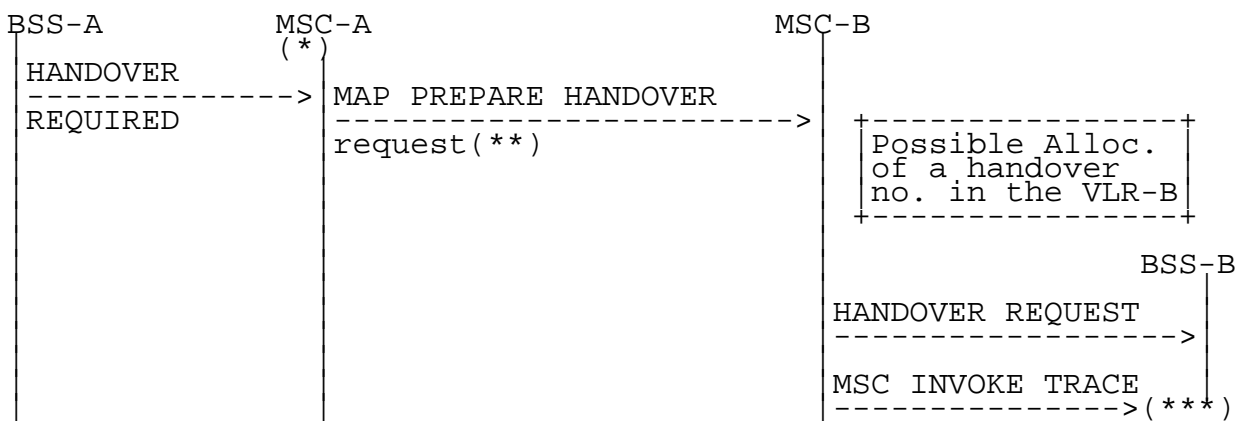 BSS-A MSC-A MSC-B
(*)
HANDOVER
REQUIRED
MAP PREPARE HANDOVER
request(**)
Possible Alloc.
of a handover
no. in the VLR-B
BSS-B
HANDOVER REQUEST
MSC INVOKE TRACE
(***)